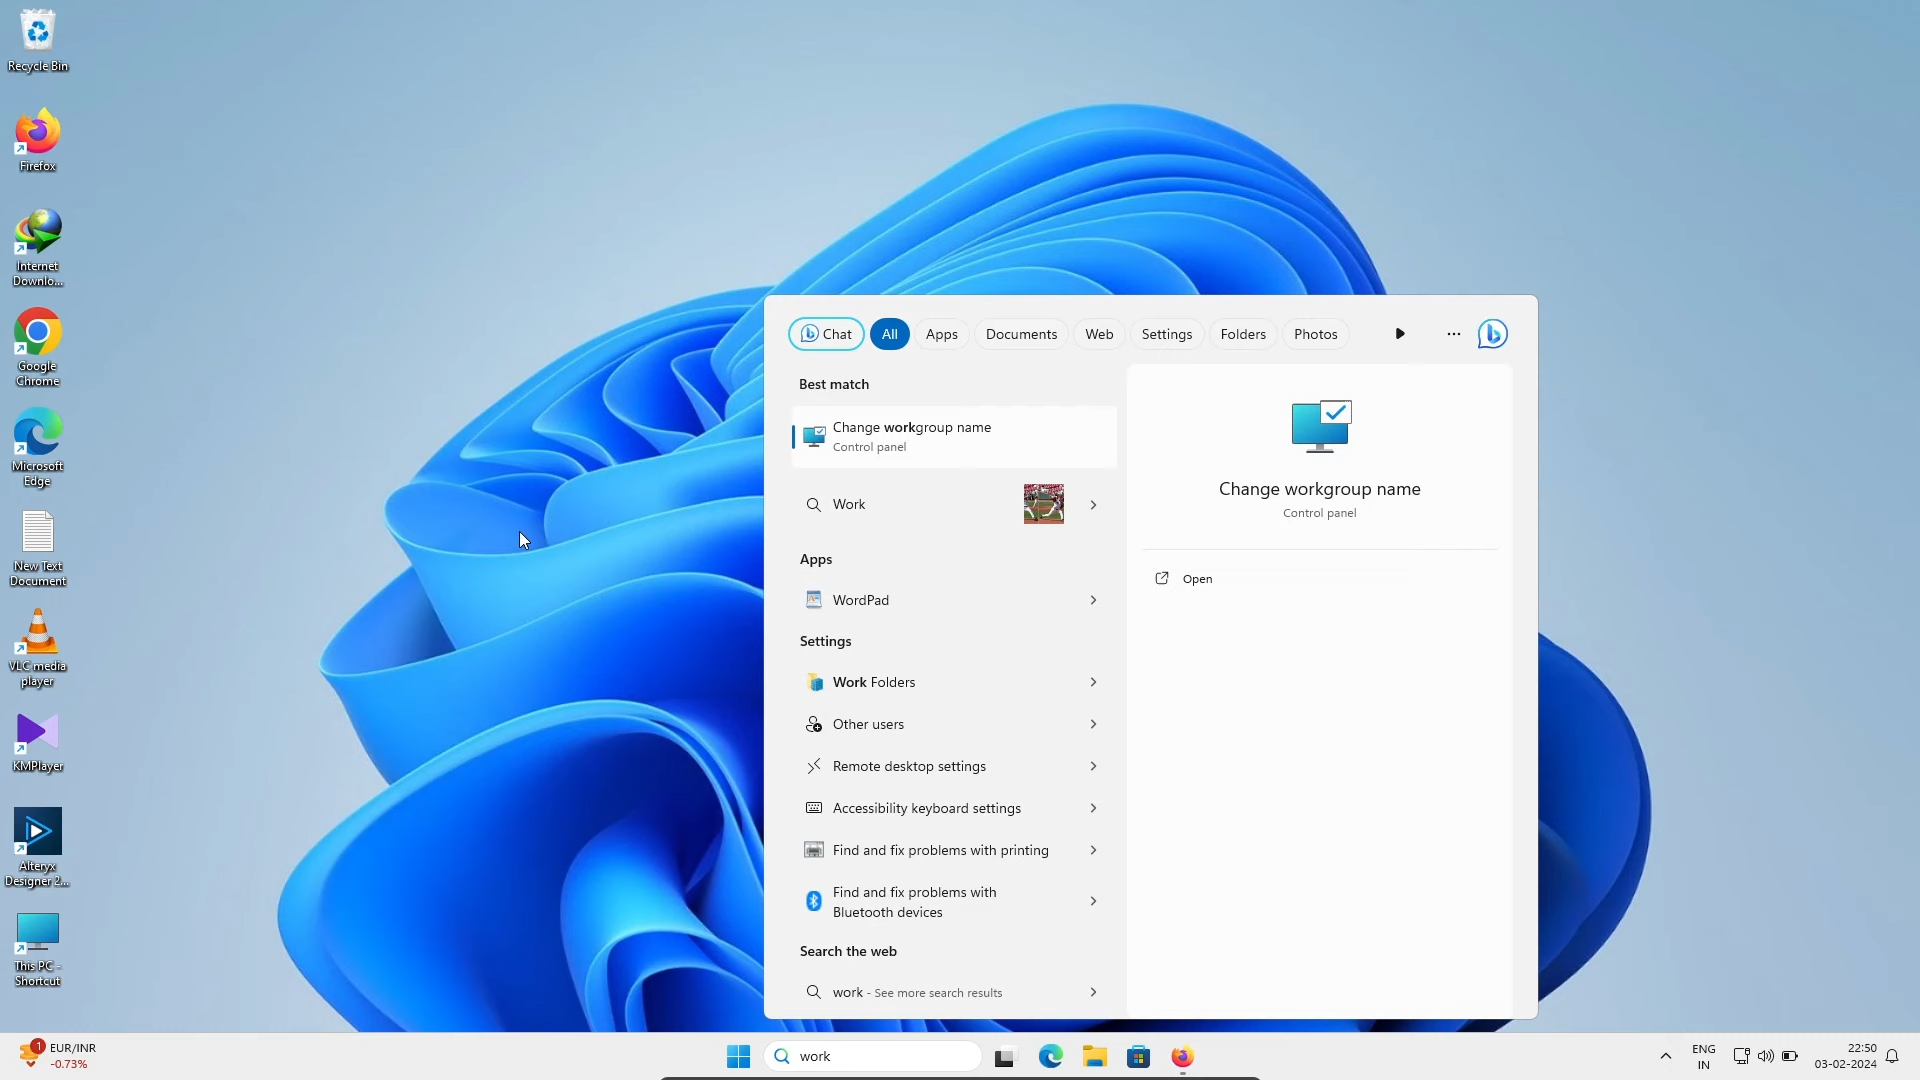 Recycle Bin
Firefox
Internet
Downlo...
Google
Chrome
Microsoft
Edge
New Text
Document
VLC media
player
KMPlayer
Alteryx
Designer 2...
This PC -
Shortcut
Chat All Apps Documents Web Settings Folders Photos
Best match
Change workgroup name
Control panel
Work
Apps
WordPad
Settings
Work Folders
Other users
Remote desktop settings
Accessibility keyboard settings
Find and fix problems with printing
Find and fix problems with
Bluetooth devices
Search the web
work - See more search results
Change workgroup name
Control panel
Open
1
EUR/INR
-0.73%
work
ENG
IN
22:50
03-02-2024